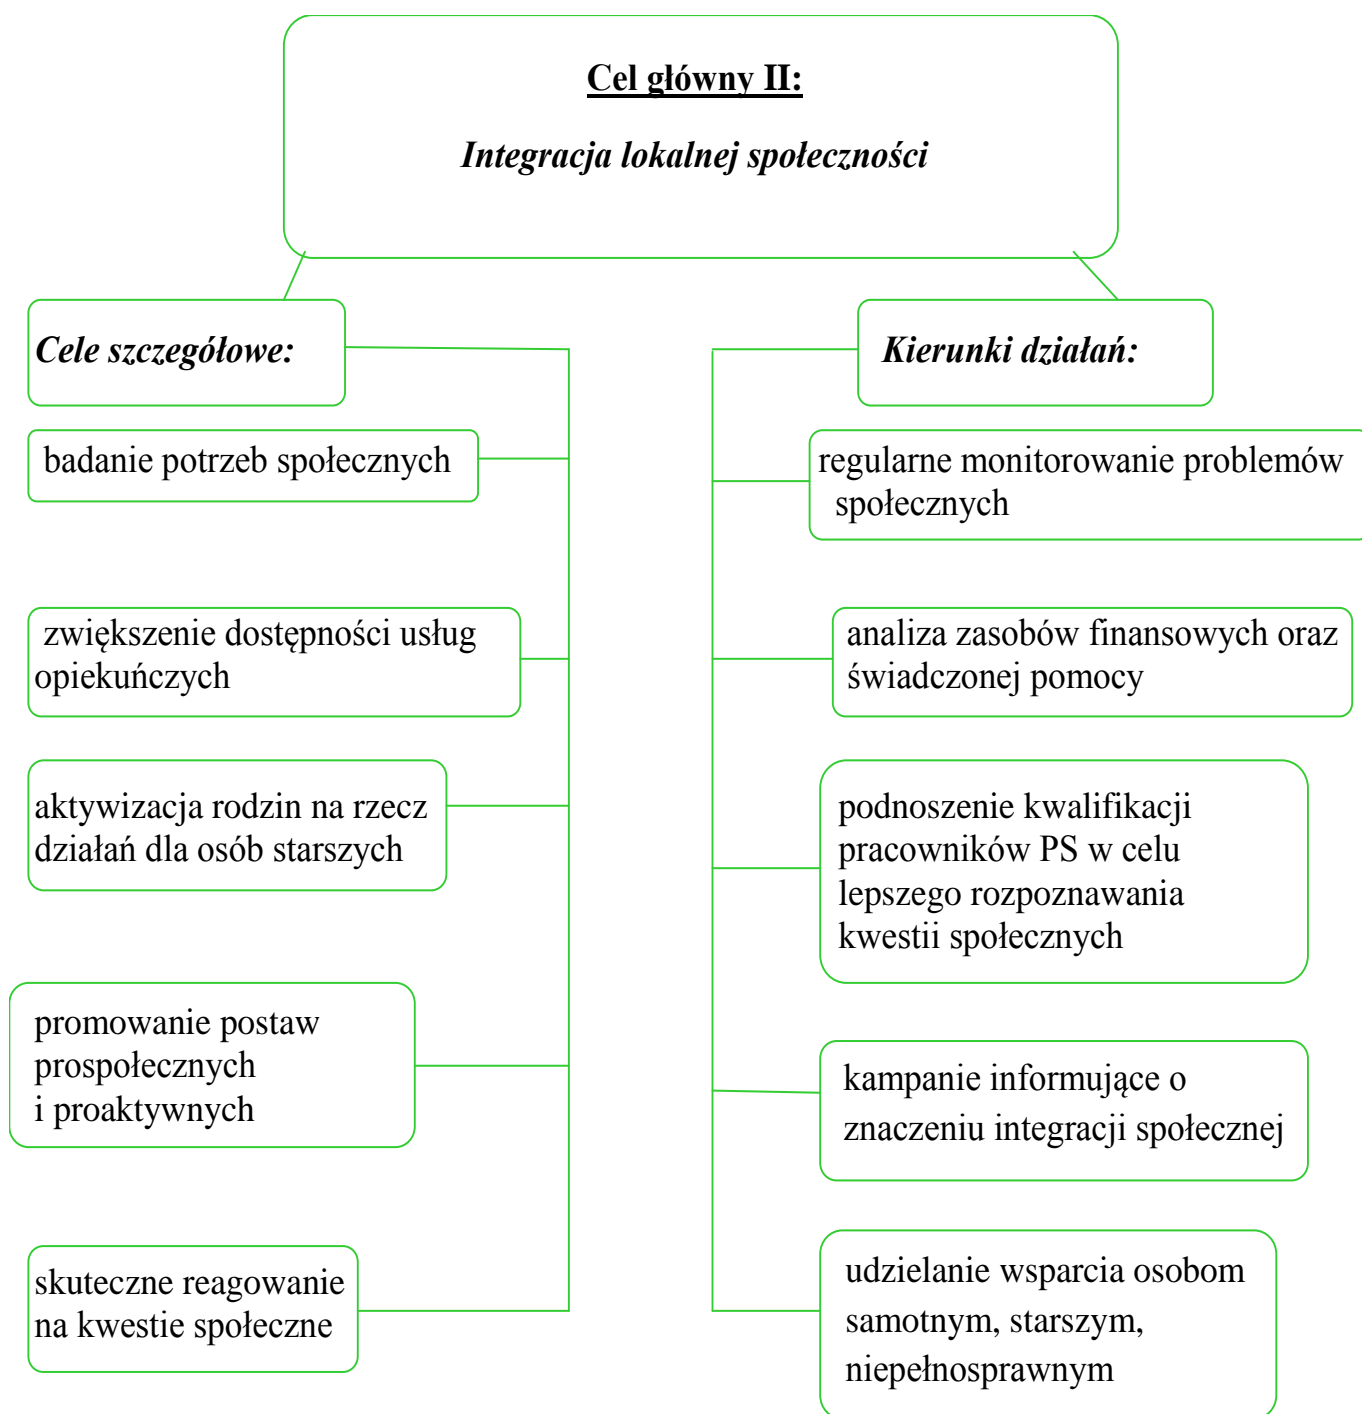 Cel główny II:
Integracja lokalnej społeczności
Cele szczegółowe:
badanie potrzeb społecznych
zwiększenie dostępności usług
opiekuńczych
aktywizacja rodzin na rzecz
działań dla osób starszych
promowanie postaw
prospołecznych
i proaktywnych
skuteczne reagowanie
na kwestie społeczne
Kierunki działań:
regularne monitorowanie problemów
społecznych
analiza zasobów finansowych oraz
świadczonej pomocy
podnoszenie kwalifikacji
pracowników PS w celu
lepszego rozpoznawania
kwestii społecznych
kampanie informujące o
znaczeniu integracji społecznej
udzielanie wsparcia osobom
samotnym, starszym,
niepełnosprawnym